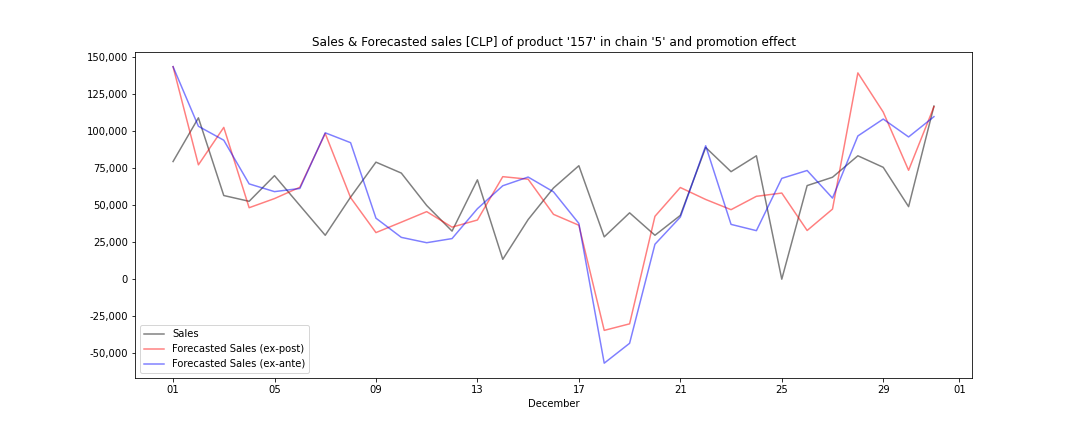 Sales & Forecasted sales [CLP] of product '157' in chain '5' and promotion effect
150,000
125,000
100,000
75,000
50,000
25,000
0
-25,000
-50,000
Sales
Forecasted Sales (ex-post)
Forecasted Sales (ex-ante)
01 05 09 13 17 21 25 29 01
December